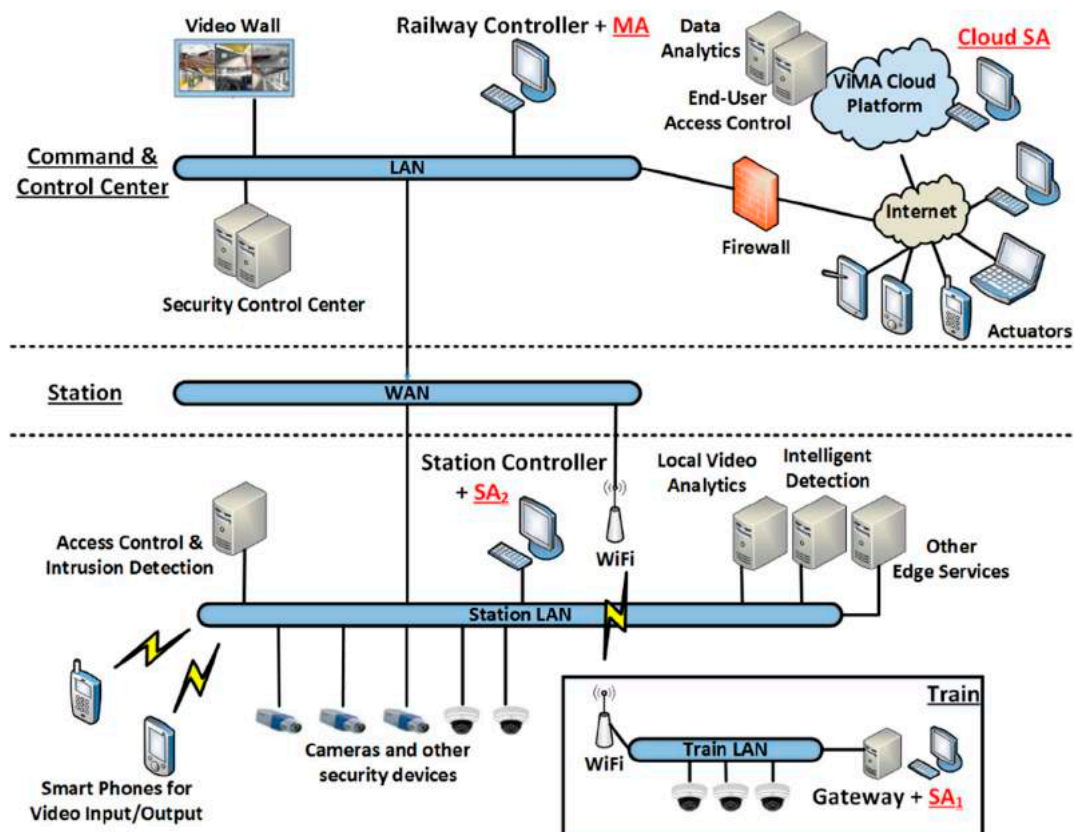 Video Wall
Railway Controller + MA
Data
Analytics
Cloud SA
ViMA Cloud
Platform
End-User
Access Control
Command &
Control Center
LAN
Internet
Firewall
Security Control Center
Actuators
Station
WAN
Station Controller
+ SA2
Local Video
Analytics
Intelligent
Detection
Access Control &
Intrusion Detection
WiFi
Other
Edge Services
Station LAN
Cameras and other
security devices
Smart Phones for
Video Input/Output
Train
WiFi
Train LAN
Gateway + SA1